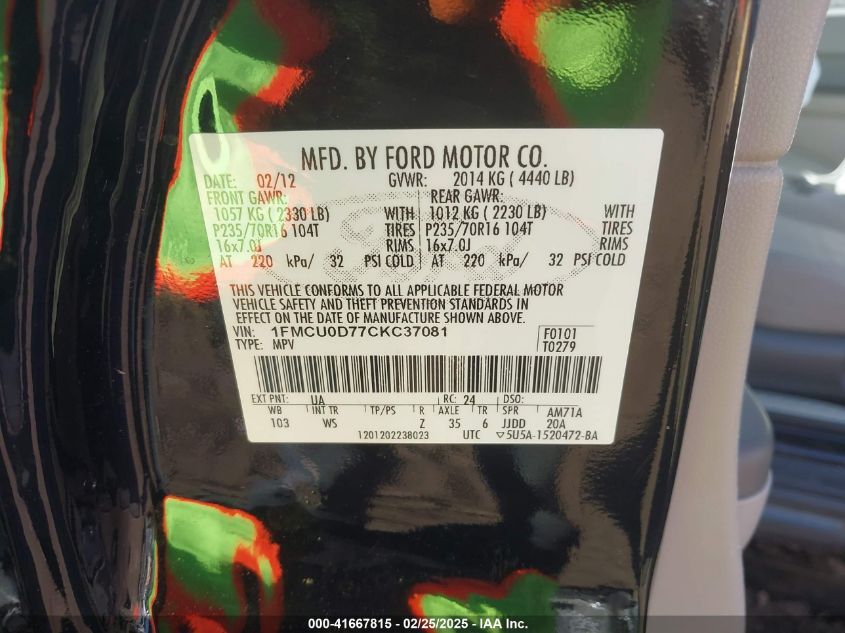 MFD. BY FORD MOTOR CO.
DATE: 02/12 GVWR: 2014 KG ( 4440 LB)
FRONT GAWR: REAR GAWR:
1057 KG ( 2330 LB) WITH 1012 KG ( 2230 LB) WITH
P235/70R16 104T TIRES P235/70R16 104T TIRES
16x7.0J RIMS 16x7.0J RIMS
AT 220 kPa/ 32 PSI COLD AT 220 kPa/ 32 PSI COLD
THIS VEHICLE CONFORMS TO ALL APPLICABLE FEDERAL MOTOR
VEHICLE SAFETY AND THEFT PREVENTION STANDARDS IN
EFFECT ON THE DATE OF MANUFACTURE SHOWN ABOVE.
VIN: 1FMCU0D77CKC37081 F0101
TYPE: MPV T0279
EXT PNT: UA RC: 24 DSO:
WB INT TR TP/PS R AXLE TR SPR AM71A
103 WS Z 35 6 JJDD 20A
1201202238023 UTC ▽5U5A-1520472-BA
000-41667815 - 02/25/2025 - IAA Inc.